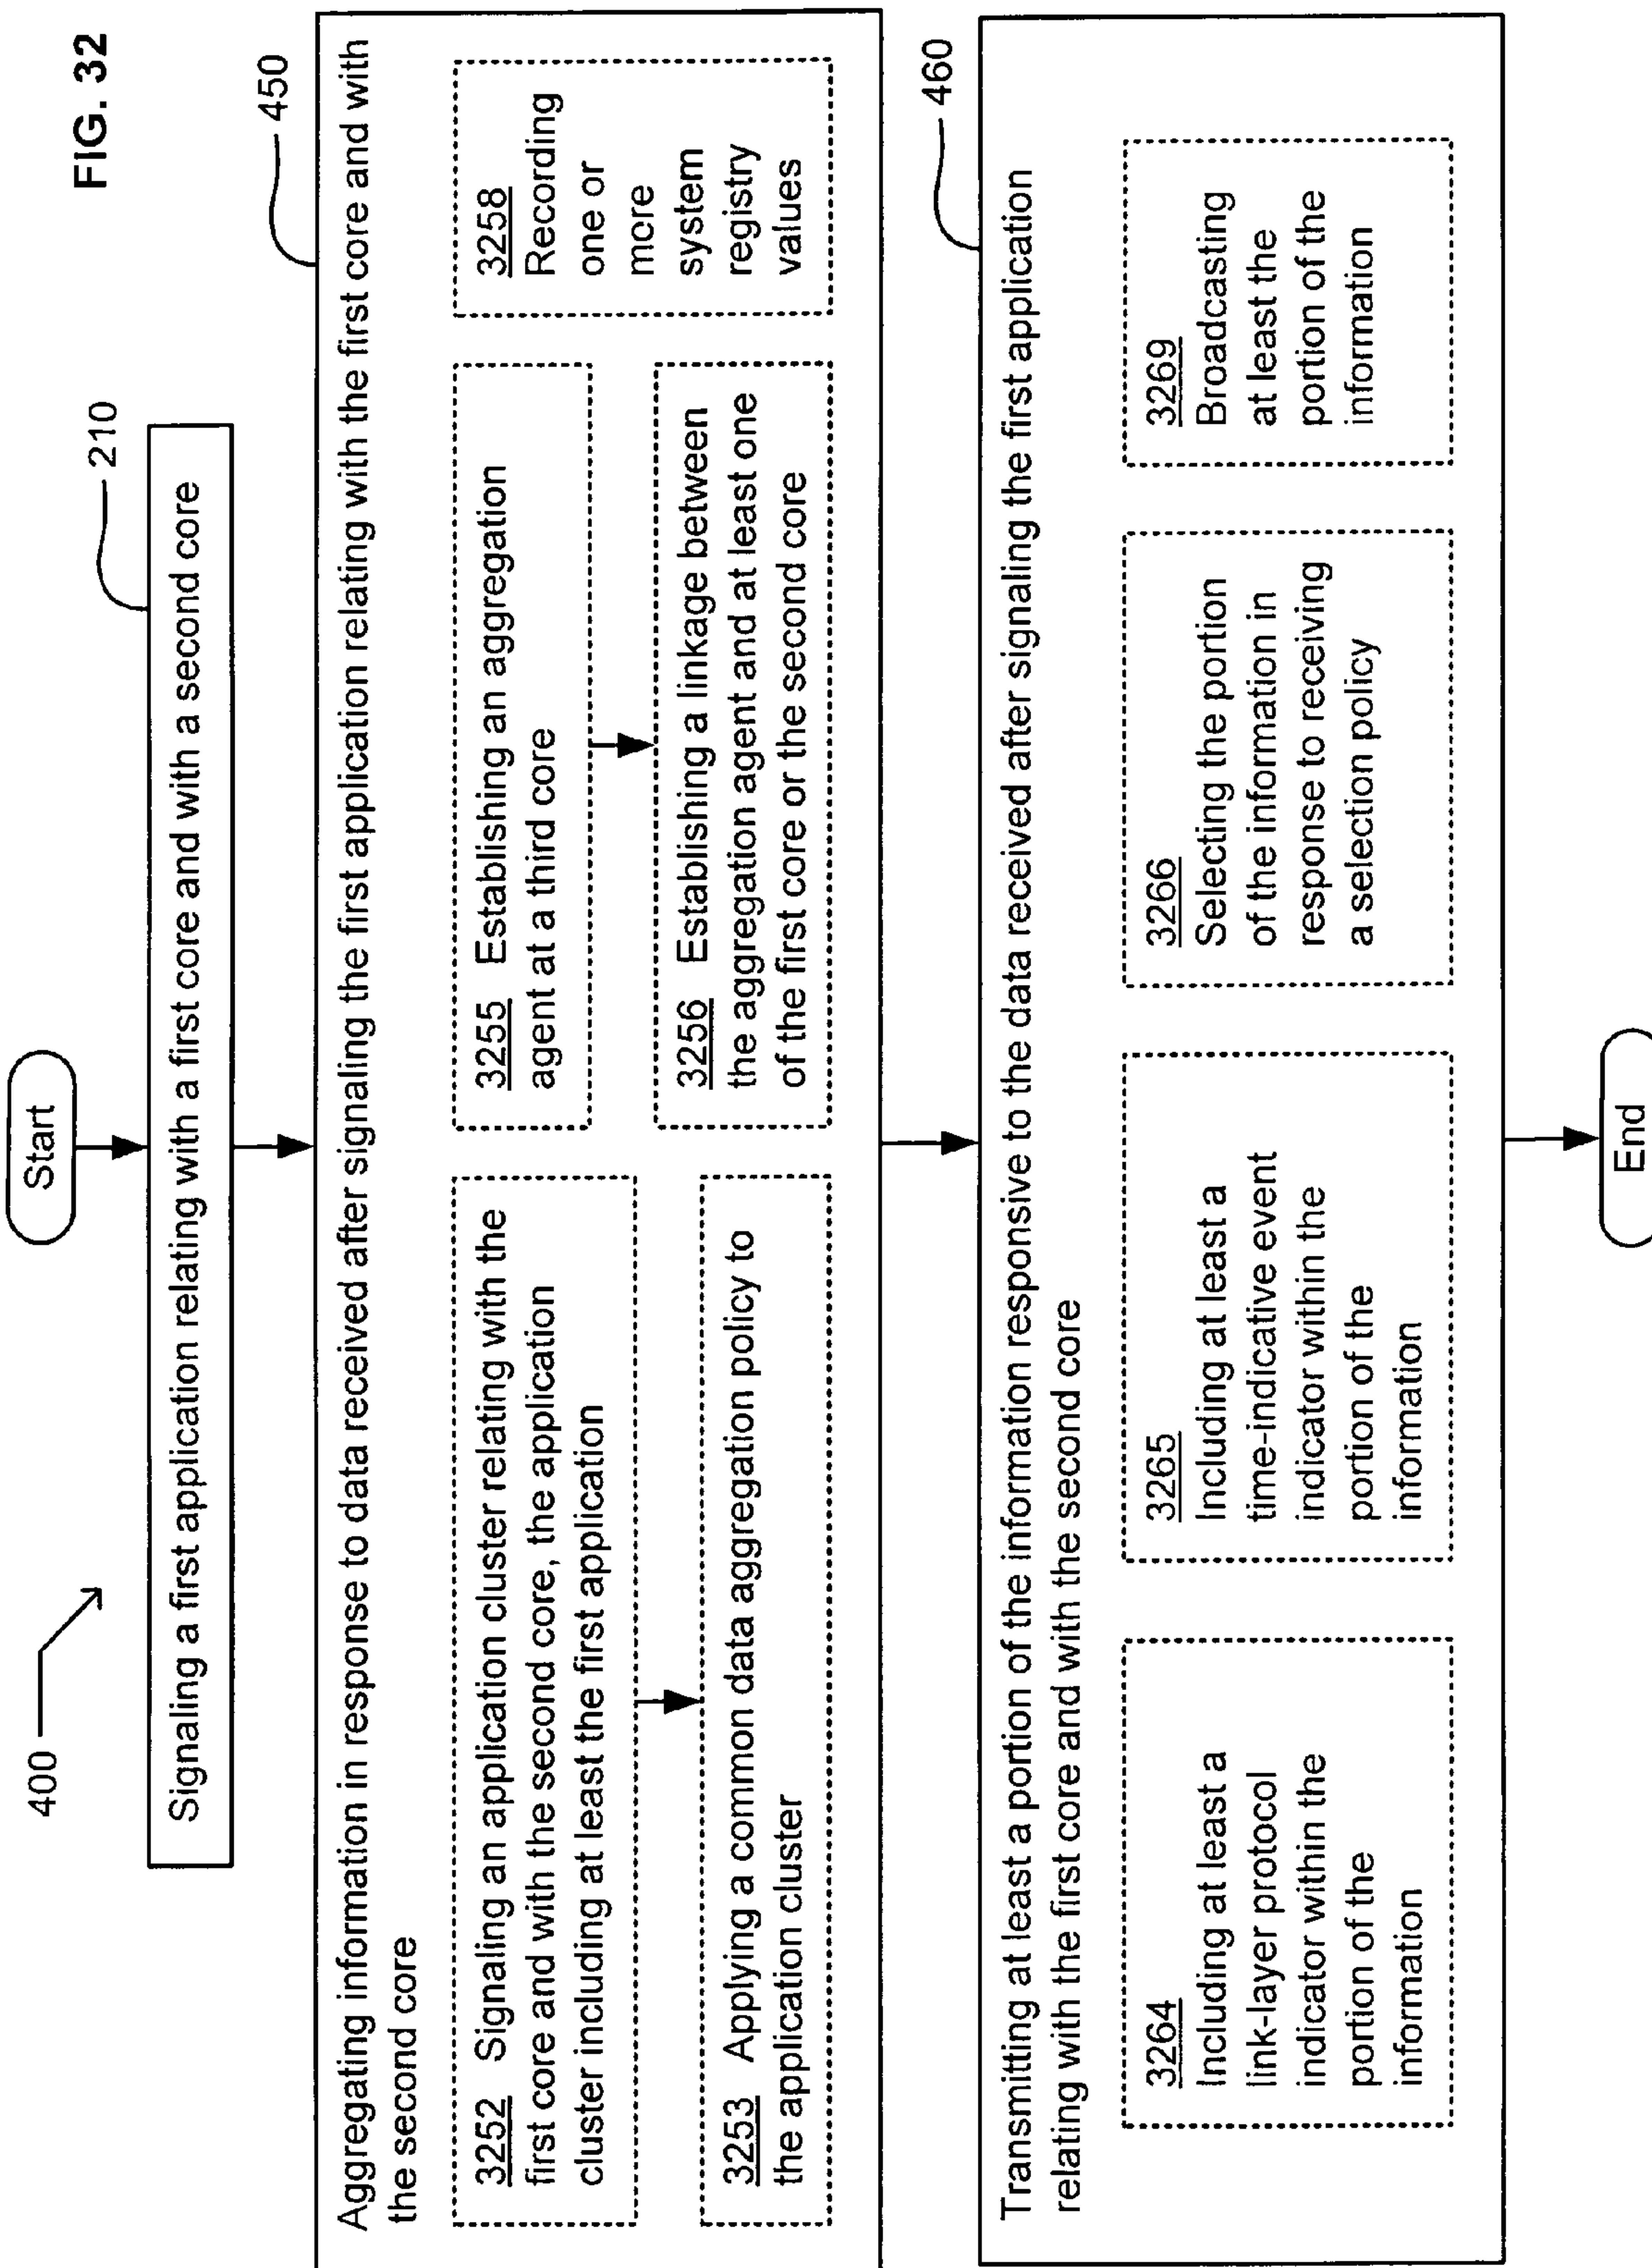 FIG. 32
400
Start
210
Signaling a first application relating with a first core and with a second core
450
Aggregating information in response to data received after signaling the first application relating with the first core and with
the second core
3252 Signaling an application cluster relating with the
first core and with the second core, the application
cluster including at least the first application
3253 Applying a common data aggregation policy to
the application cluster
3255 Establishing an aggregation
agent at a third core
3256 Establishing a linkage between
the aggregation agent and at least one
of the first core or the second core
3258
Recording
one or
more
system
registry
values
460
Transmitting at least a portion of the information responsive to the data received after signaling the first application
relating with the first core and with the second core
3264
Including at least a
link-layer protocol
indicator within the
portion of the
information
3265
Including at least a
time-indicative event
indicator within the
portion of the
information
3266
Selecting the portion
of the information in
response to receiving
a selection policy
3269
Broadcasting
at least the
portion of the
information
End